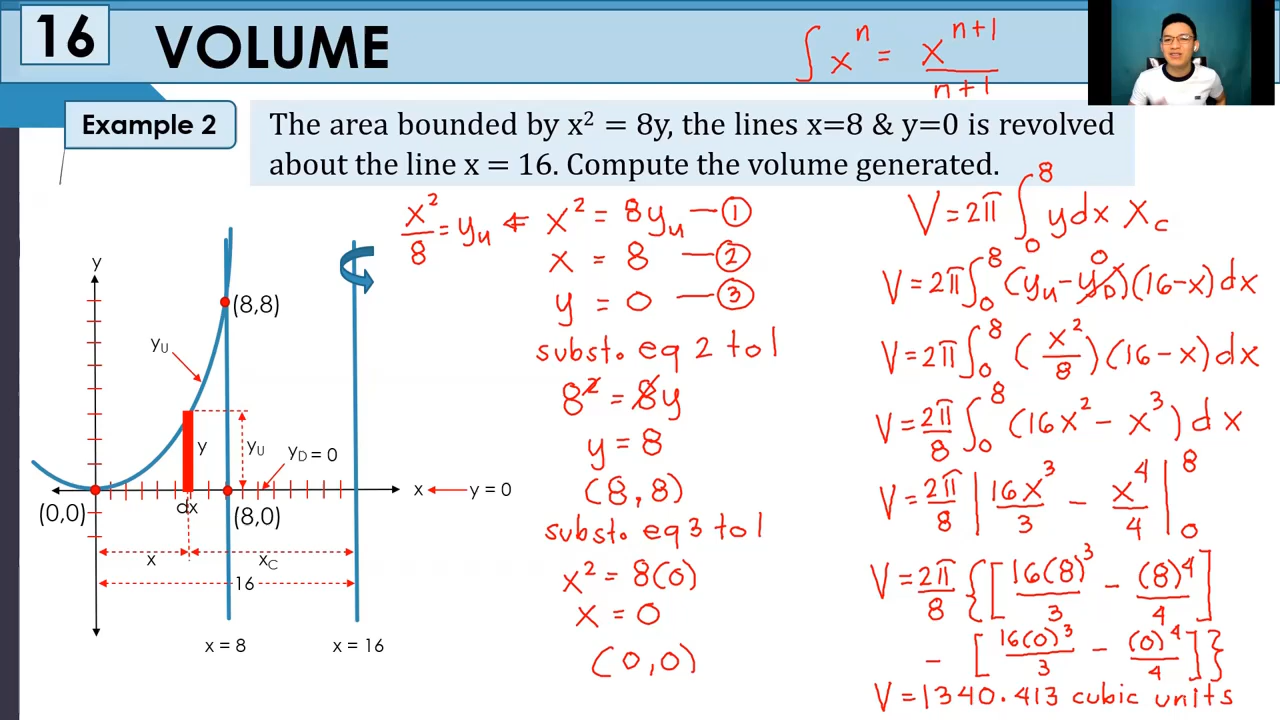 16 VOLUME
∫ xⁿ = xⁿ⁺¹/n+1
Example 2
The area bounded by x² = 8y, the lines x=8 & y=0 is revolved
about the line x = 16. Compute the volume generated.
y
(8,8)
yU
y
yU
yD = 0
x ← y = 0
(0,0)
dx
(8,0)
x
xC
16
x = 8
x = 16
x²/8 = yu ← x² = 8yu —①
x = 8 —②
y = 0 —③
subst. eq 2 to 1
8² = 8y
y = 8
(8,8)
subst. eq 3 to 1
x² = 8(0)
x = 0
(0,0)
V = 2π ∫₀⁸ y dx xc
V = 2π ∫₀⁸ (yu - yD)(16-x) dx
0
V = 2π ∫₀⁸ (x²/8)(16-x) dx
V = 2π/8 ∫₀⁸ (16x² - x³) dx
V = 2π/8 | 16x³/3 - x⁴/4 |₀⁸
V = 2π/8 {[16(8)³/3 - (8)⁴/4]
- [16(0)³/3 - (0)⁴/4]}
V = 1340.413 cubic units